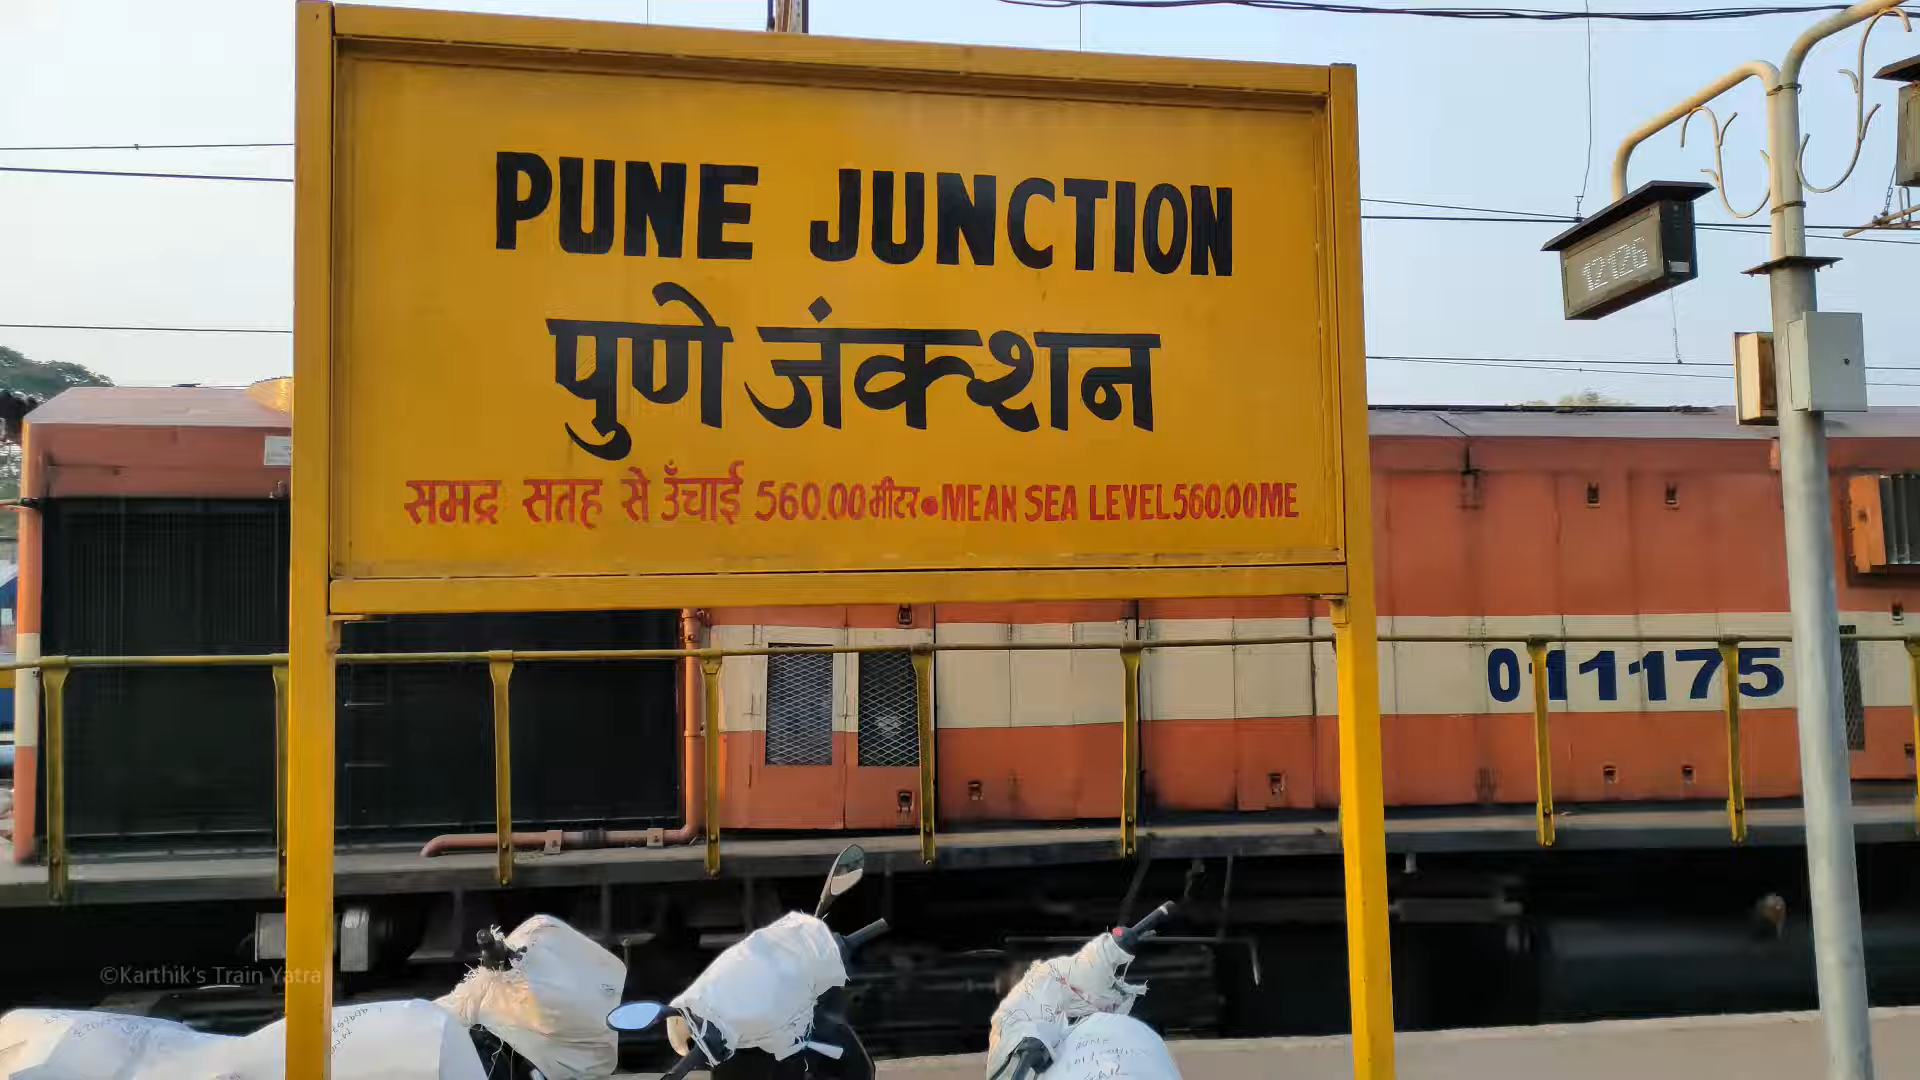 PUNE JUNCTION
पुणे जंक्शन
समद्र सतह से उँचाई 560.00 मीटर • MEAN SEA LEVEL 560.00 ME
12126
011175
©Karthik's Train Yatra